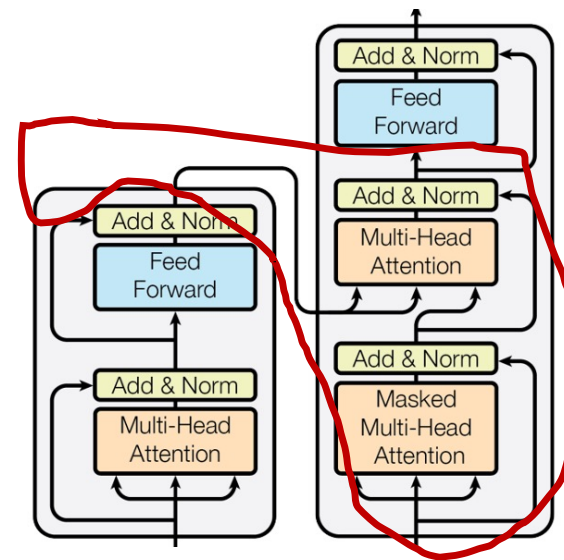 Add & Norm
Feed
Forward
Add & Norm
Multi-Head
Attention
Add & Norm
Feed
Forward
Add & Norm
Multi-Head
Attention
Add & Norm
Masked
Multi-Head
Attention